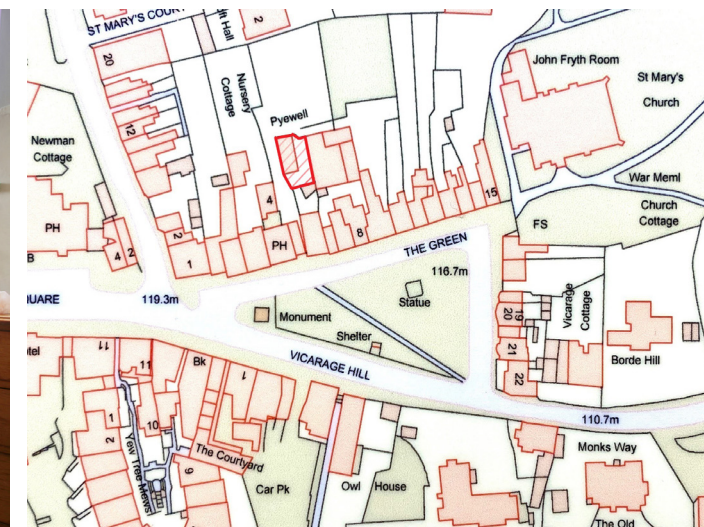 ST MARY'S COURT
Hall
2
20
12
Nursery
Cottage
Pyewell
John Fryth Room
St Mary's
Church
War Meml
Church
Cottage
Newman
Cottage
PH
B
4
2
2
1
4
PH
8
15
FS
THE GREEN
116.7m
119.3m
Statue
Monument
Shelter
VICARAGE HILL
19
20
21
22
Vicarage
Cottage
Borde Hill
110.7m
11
11
Bk
1
1
2
10
9
Yew Tree Mews
The Courtyard
Car Pk
Owl House
Monks Way
The Old